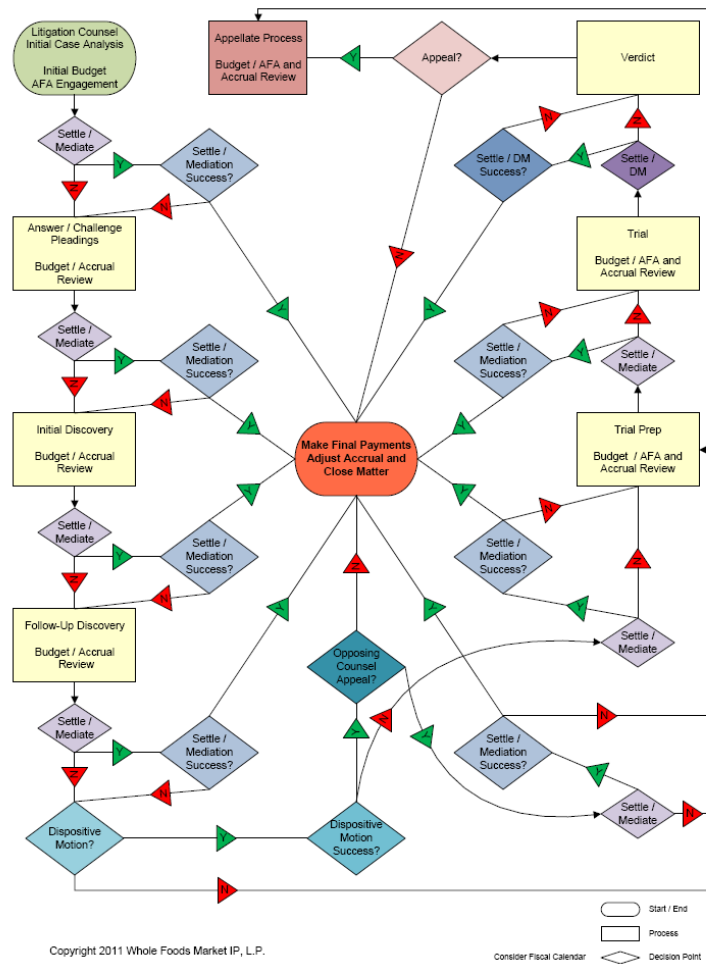 Litigation Counsel
Initial Case Analysis
Initial Budget
AFA Engagement
Appellate Process
Budget / AFA and
Accrual Review
Y
Appeal?
Verdict
Settle /
Mediate
Y
Settle /
Mediation
Success?
N
N
Settle / DM
Success?
Y
N
N
Settle /
DM
Answer / Challenge
Pleadings
Budget / Accrual
Review
Y
N
Y
Trial
Budget / AFA and
Accrual Review
Settle /
Mediate
Y
Settle /
Mediation
Success?
N
N
Settle /
Mediation
Success?
Y
N
N
Settle /
Mediate
Initial Discovery
Budget / Accrual
Review
Y
Make Final Payments
Adjust Accrual and
Close Matter
Y
Trial Prep
Budget / AFA and
Accrual Review
Settle /
Mediate
Y
Settle /
Mediation
Success?
N
N
Y
Y
Settle /
Mediation
Success?
N
N
Y
Settle /
Mediate
Follow-Up Discovery
Budget / Accrual
Review
Y
N
Y
Opposing
Counsel
Appeal?
Settle /
Mediate
Y
Settle /
Mediation
Success?
N
N
Y
N
Y
Settle /
Mediation
Success?
N
Y
Settle /
Mediate
N
Dispositive
Motion?
Y
Dispositive
Motion
Success?
N
Start / End
Process
Copyright 2011 Whole Foods Market IP, L.P.
Consider Fiscal Calendar
Decision Point